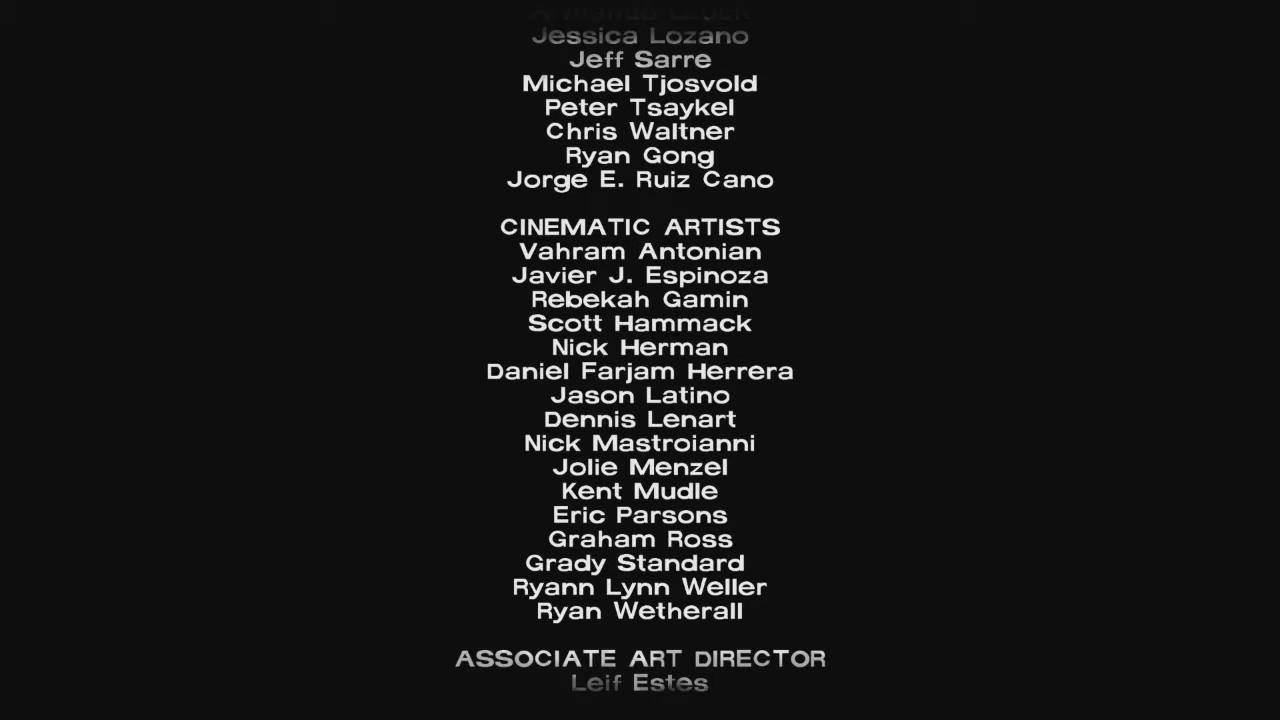 Jessica Lozano
Jeff Sarre
Michael Tjosvold
Peter Tsaykel
Chris Waltner
Ryan Gong
Jorge E. Ruiz Cano
CINEMATIC ARTISTS
Vahram Antonian
Javier J. Espinoza
Rebekah Gamin
Scott Hammack
Nick Herman
Daniel Farjam Herrera
Jason Latino
Dennis Lenart
Nick Mastroianni
Jolie Menzel
Kent Mudle
Eric Parsons
Graham Ross
Grady Standard
Ryann Lynn Weller
Ryan Wetherall
ASSOCIATE ART DIRECTOR
Leif Estes